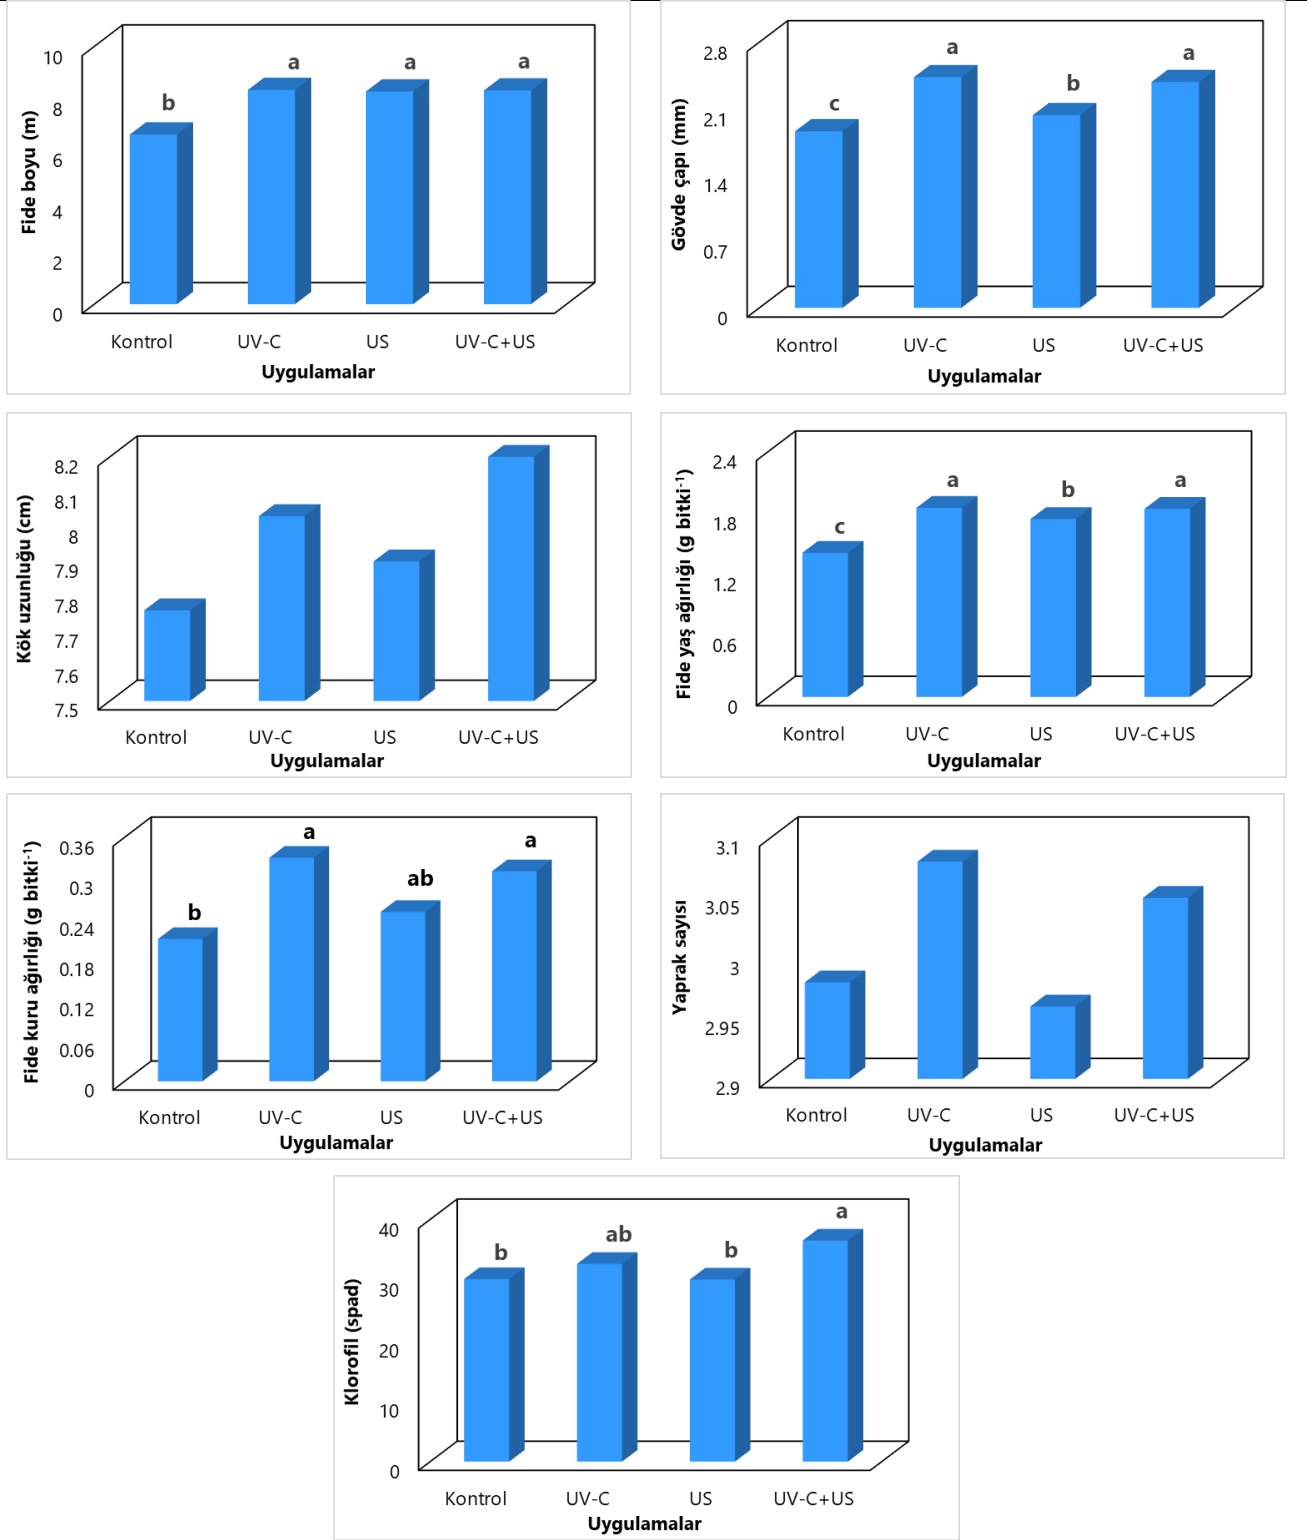 10
8
6
4
2
0
Fide boyu (m)
b
a
a
a
Kontrol UV-C US UV-C+US
Uygulamalar
2.8
2.1
1.4
0.7
0
Gövde çapı (mm)
c
a
b
a
Kontrol UV-C US UV-C+US
Uygulamalar
8.2
8.1
8
7.9
7.8
7.7
7.6
7.5
Kök uzunluğu (cm)
Kontrol UV-C US UV-C+US
Uygulamalar
2.4
1.8
1.2
0.6
0
Fide yaş ağırlığı (g bitki⁻¹)
c
a
b
a
Kontrol UV-C US UV-C+US
Uygulamalar
0.36
0.3
0.24
0.18
0.12
0.06
0
Fide kuru ağırlığı (g bitki⁻¹)
b
a
ab
a
Kontrol UV-C US UV-C+US
Uygulamalar
3.1
3.05
3
2.95
2.9
Yaprak sayısı
Kontrol UV-C US UV-C+US
Uygulamalar
40
30
20
10
0
Klorofil (spad)
b
ab
b
a
Kontrol UV-C US UV-C+US
Uygulamalar